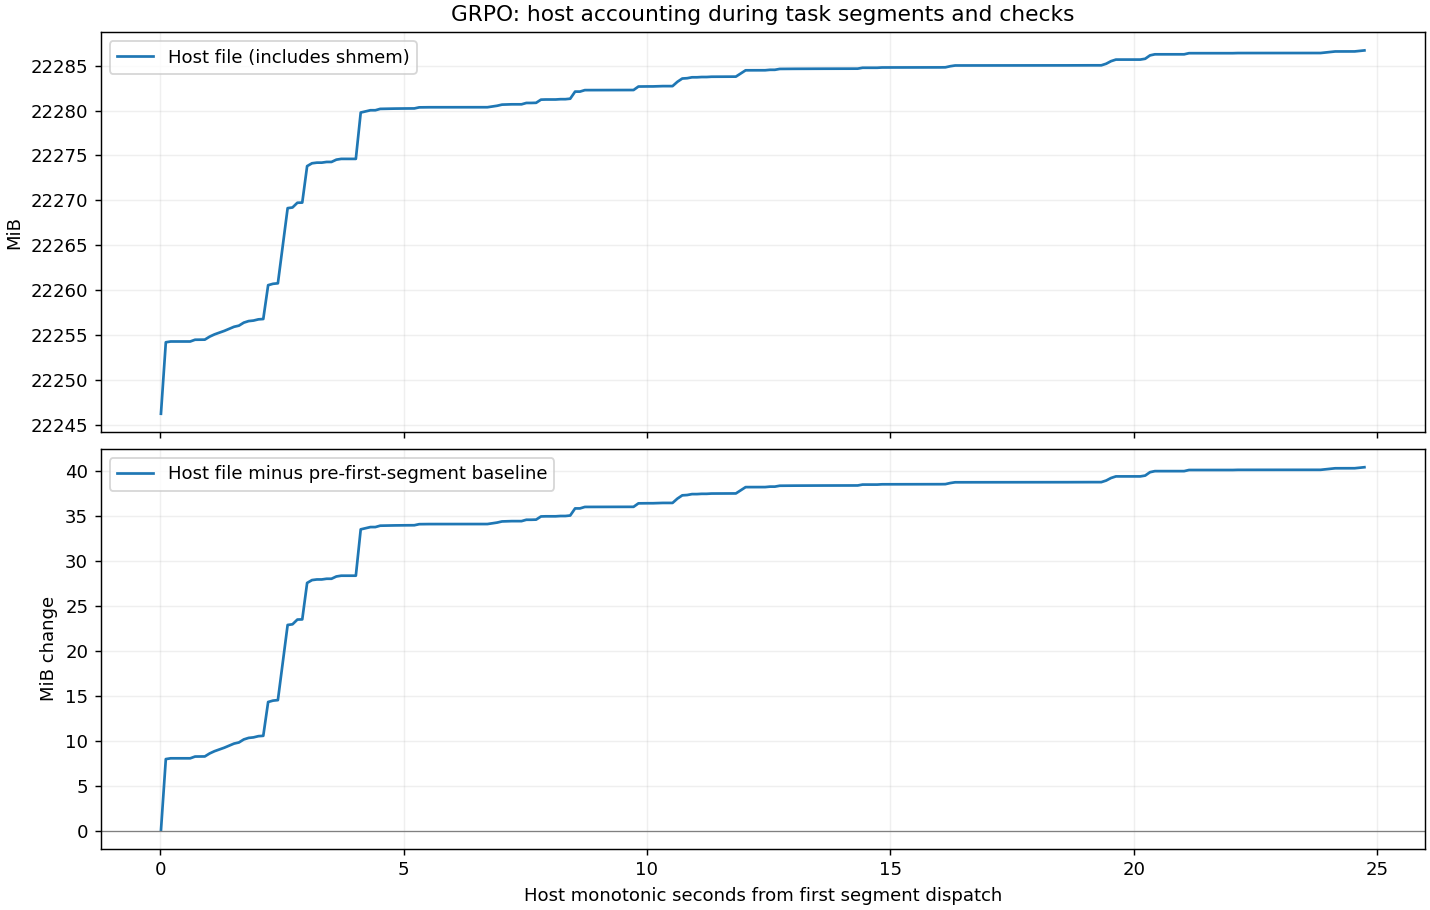 GRPO: host accounting during task segments and checks
Host file (includes shmem)
MiB
22285
22280
22275
22270
22265
22260
22255
22250
22245
Host file minus pre-first-segment baseline
MiB change
40
35
30
25
20
15
10
5
0
0 5 10 15 20 25
Host monotonic seconds from first segment dispatch